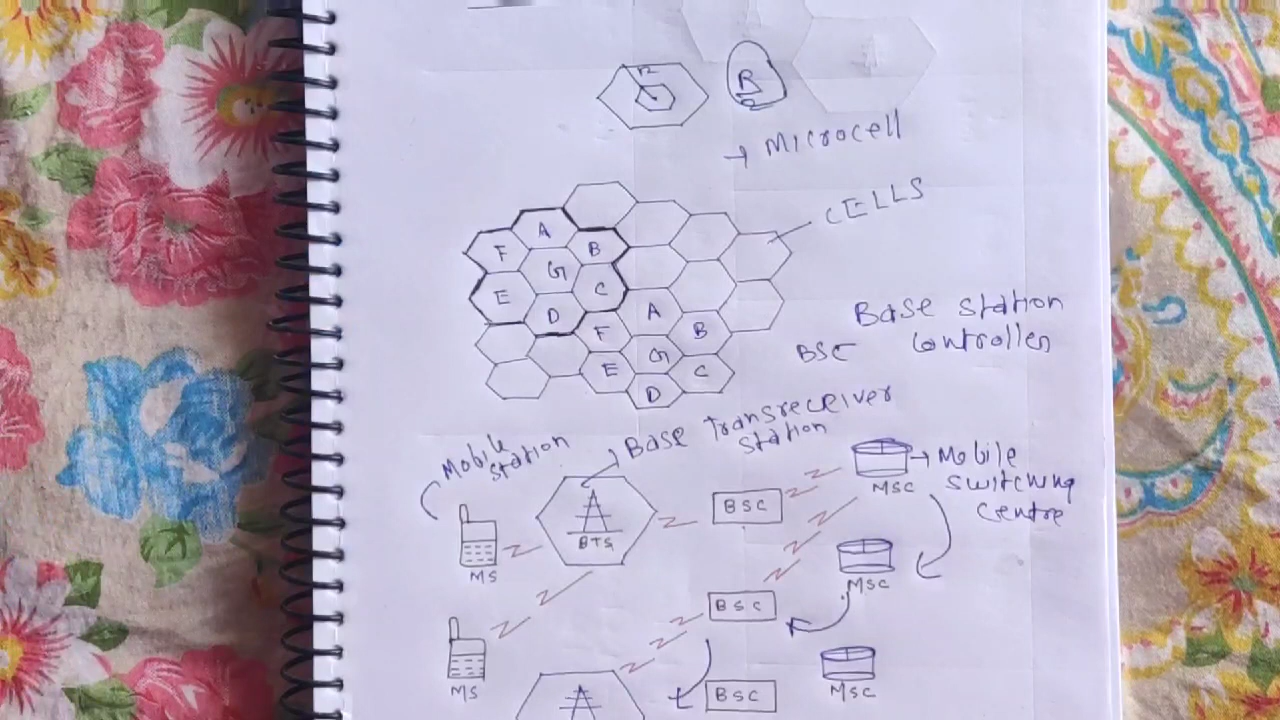 R
R
→ Microcell
CELLS
A
F
B
G
E
C
D
F
A
B
E
G
C
D
Base station
BSC controller
Mobile
station
Base Transreceiver
station
MSC
→ Mobile
switching
centre
BSC
BTS
MS
MSC
BSC
MS
MSC
BSC